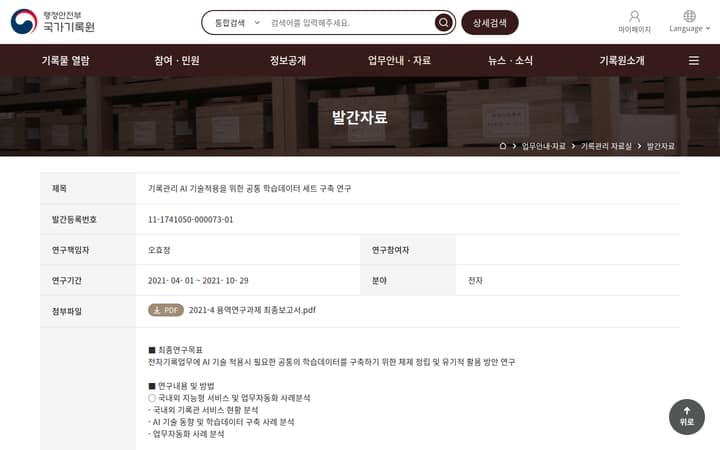 행정안전부
국가기록원
통합검색
검색어를 입력해주세요.
상세검색
마이페이지
Language
기록물 열람
참여 · 민원
정보공개
업무안내 · 자료
뉴스 · 소식
기록원소개
발간자료
업무안내·자료
기록관리 자료실
발간자료
제목
기록관리 AI 기술적용을 위한 공통 학습데이터 세트 구축 연구
발간등록번호
11-1741050-000073-01
연구책임자
오효정
연구참여자
연구기간
2021- 04- 01 ~ 2021- 10- 29
분야
전자
첨부파일
PDF
2021-4 용역연구과제 최종보고서.pdf
■ 최종연구목표
전자기록업무에 AI 기술 적용시 필요한 공통의 학습데이터를 구축하기 위한 체제 정립 및 유기적 활용 방안 연구
■ 연구내용 및 방법
○ 국내외 지능형 서비스 및 업무자동화 사례분석
- 국내외 기록관 서비스 현황 분석
- AI 기술 동향 및 학습데이터 구축 사례 분석
- 업무자동화 사례 분석
위로